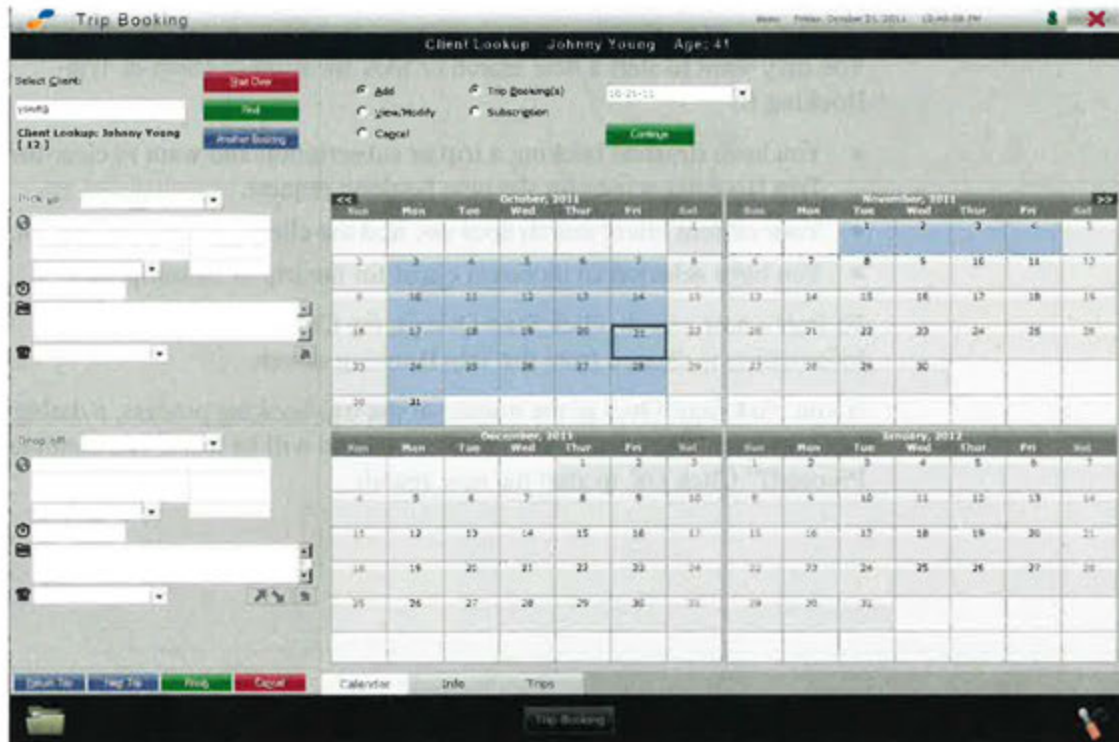 Trip Booking
Friday, October 21, 2011
Client Lookup Johnny Young Age: 41
Select Client:
Start Over
young
Find
Client Lookup: Johnny Young
[ 12 ]
Another Booking
Add
Trip Booking(s)
10-21-11
View/Modify
Subscription
Cancel
Continue
Pick up
<< October, 2011
Sun Mon Tue Wed Thur Fri Sat
2 3 4 5 6 7 8
9 10 11 12 13 14 15
16 17 18 19 20 21 22
23 24 25 26 27 28 29
30 31
November, 2011 >>
Sun Mon Tue Wed Thur Fri Sat
1 2 3 4 5
6 7 8 9 10 11 12
13 14 15 16 17 18 19
20 21 22 23 24 25 26
27 28 29 30
Drop off
December, 2011
Sun Mon Tue Wed Thur Fri Sat
1 2 3
4 5 6 7 8 9 10
11 12 13 14 15 16 17
18 19 20 21 22 23 24
25 26 27 28 29 30 31
January, 2012
Sun Mon Tue Wed Thur Fri Sat
1 2 3 4 5 6 7
8 9 10 11 12 13 14
15 16 17 18 19 20 21
22 23 24 25 26 27 28
29 30 31
Return Trip
Next Trip
Finish
Cancel
Calendar
Info
Trips
Trip Booking